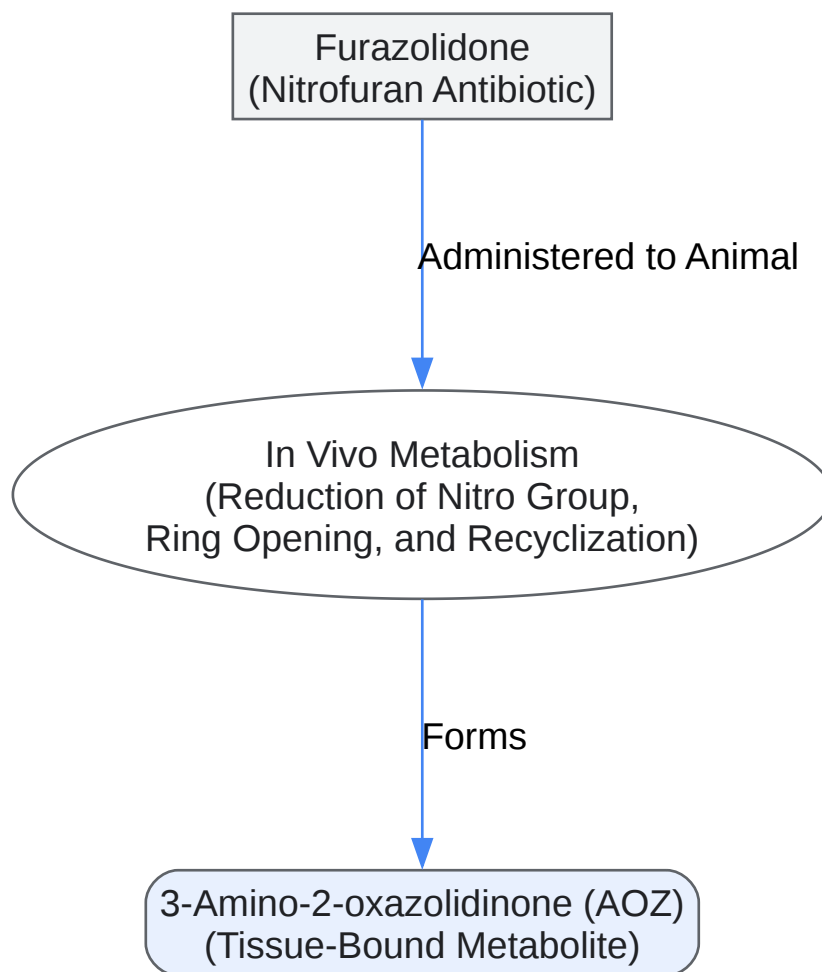 Furazolidone
(Nitrofuran Antibiotic)
Administered to Animal
In Vivo Metabolism
(Reduction of Nitro Group,
Ring Opening, and Recyclization)
Forms
3-Amino-2-oxazolidinone (AOZ)
(Tissue-Bound Metabolite)